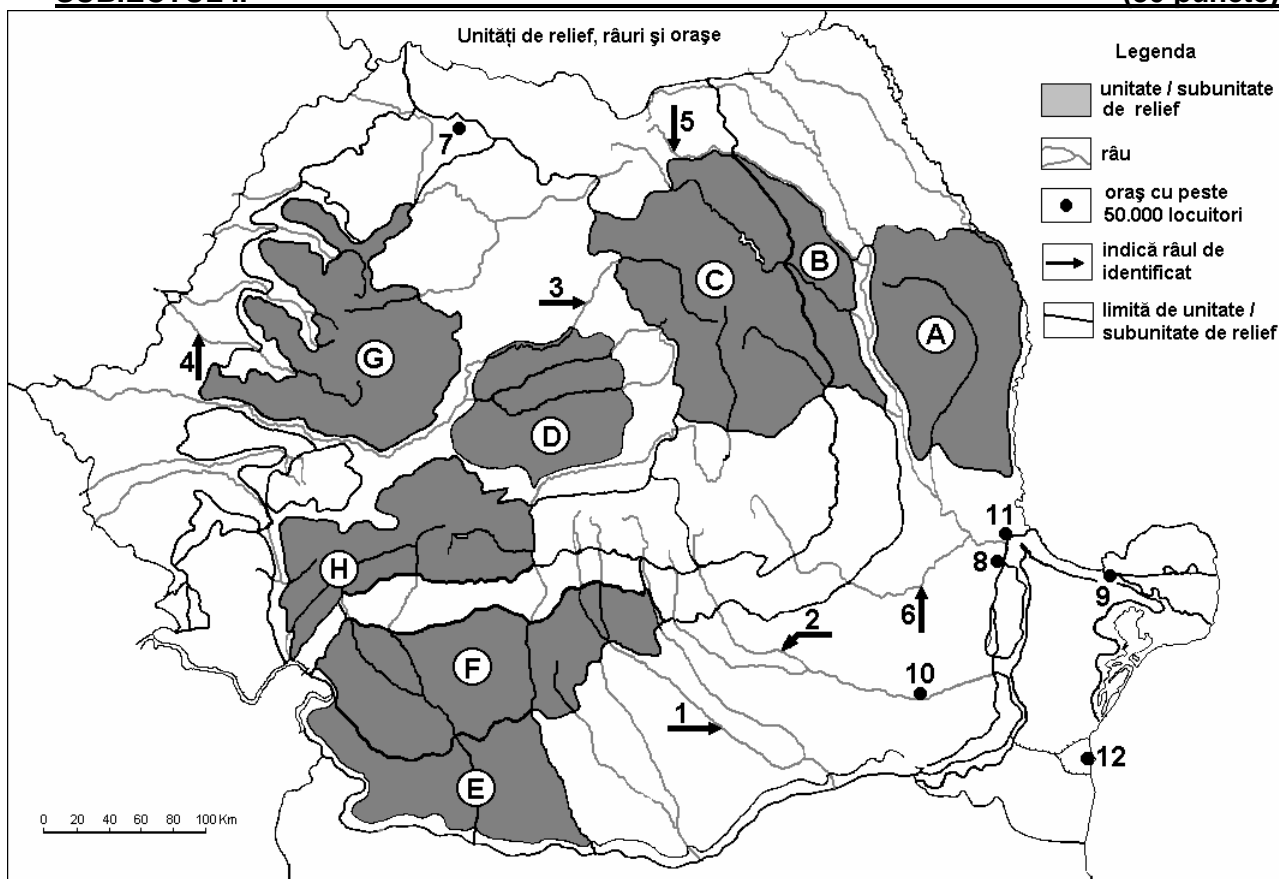 SUBIECTUL I. (30 puncte)
Unităţi de relief, râuri şi oraşe
Legenda
unitate / subunitate
de relief
râu
oraş cu peste
50.000 locuitori
indică râul de
identificat
limită de unitate /
subunitate de relief
5
7
B
C
3
A
G
4
D
11
H
8
9
2
6
F
10
1
12
E
0 20 40 60 80 100 Km